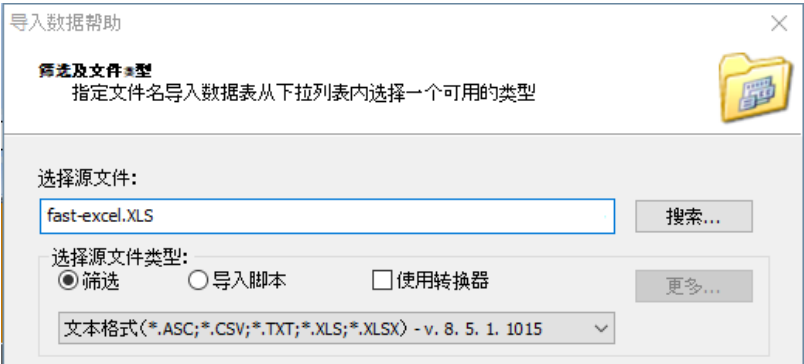 导入数据帮助
筛选及文件类型
指定文件名导入数据表从下拉列表内选择一个可用的类型
选择源文件:
fast-excel.XLS
搜索...
选择源文件类型:
筛选
导入脚本
使用转换器
更多...
文本格式(*.ASC;*.CSV;*.TXT;*.XLS;*.XLSX) - v. 8. 5. 1. 1015